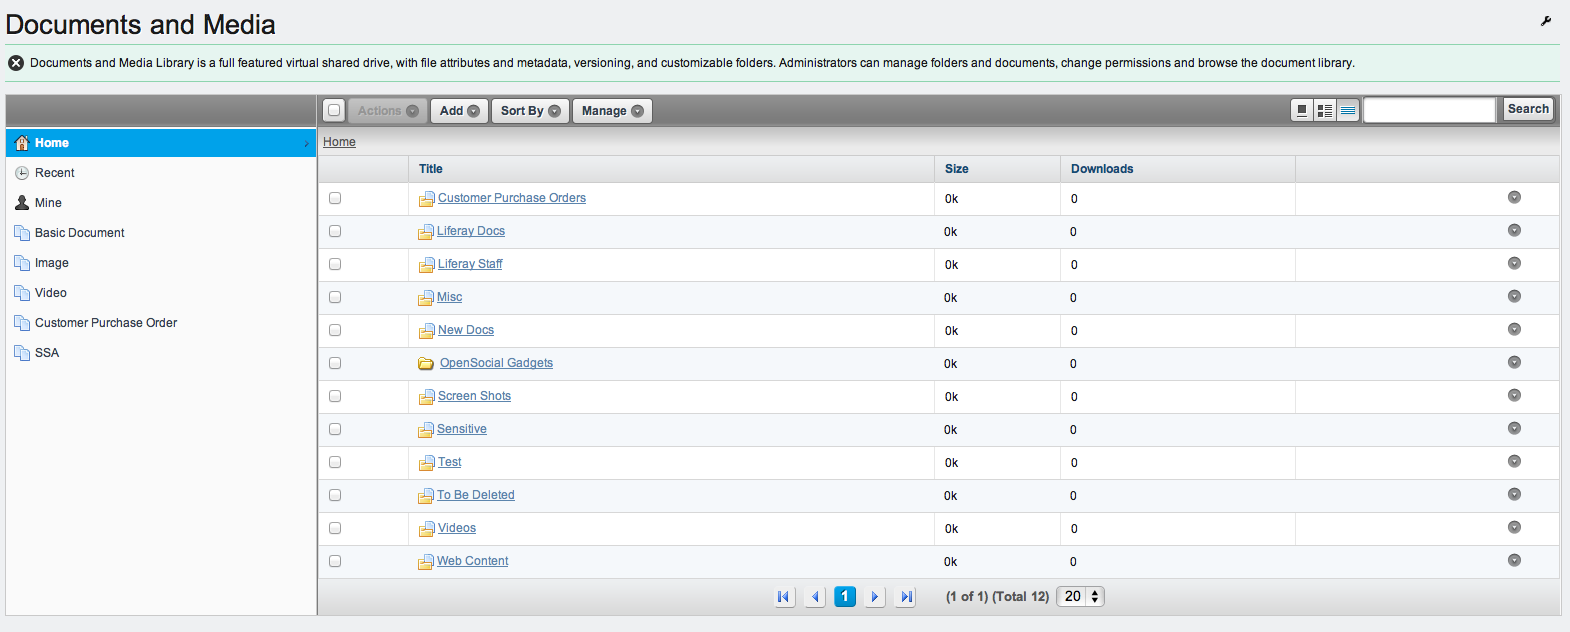 Documents and Media
Documents and Media Library is a full featured virtual shared drive, with file attributes and metadata, versioning, and customizable folders. Administrators can manage folders and documents, change permissions and browse the document library.
Actions Add Sort By Manage Search
Home
Recent
Mine
Basic Document
Image
Video
Customer Purchase Order
SSA
Home
Title Size Downloads
Customer Purchase Orders 0k 0
Liferay Docs 0k 0
Liferay Staff 0k 0
Misc 0k 0
New Docs 0k 0
OpenSocial Gadgets 0k 0
Screen Shots 0k 0
Sensitive 0k 0
Test 0k 0
To Be Deleted 0k 0
Videos 0k 0
Web Content 0k 0
1 (1 of 1) (Total 12) 20